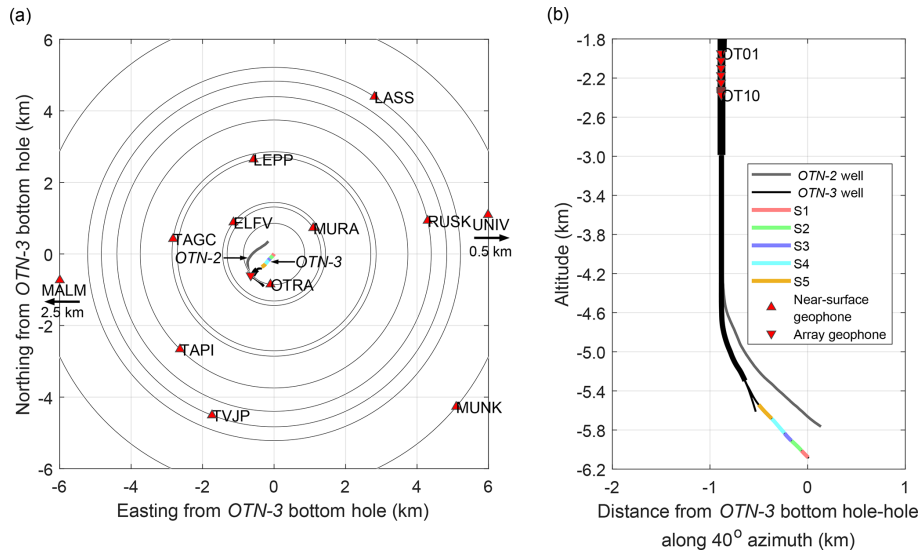 (a)
6
4
2
0
-2
-4
-6
Northing from OTN-3 bottom hole (km)
LASS
LEPP
ELFV
MURA
RUSK
UNIV
0.5 km
TAGC
OTN-2
OTN-3
OTRA
MALM
2.5 km
TAPI
TVJP
MUNK
-6
-4
-2
0
2
4
6
Easting from OTN-3 bottom hole (km)
(b)
-1.8
-2.2
-2.6
-3.0
-3.4
-3.8
-4.2
-4.6
-5.0
-5.4
-5.8
-6.2
Altitude (km)
OT01
OT10
OTN-2 well
OTN-3 well
S1
S2
S3
S4
S5
Near-surface
geophone
Array geophone
-2
-1
0
1
Distance from OTN-3 bottom hole-hole
along 40° azimuth (km)